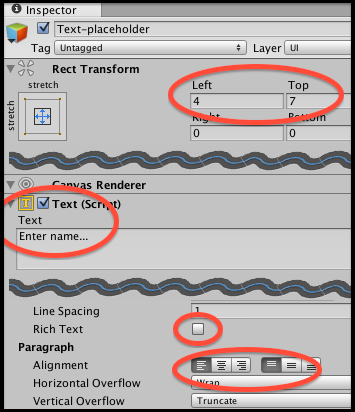 Inspector
Text-placeholder
Tag Untagged Layer UI
Rect Transform
stretch
stretch
Left Top
4 7
Right Bottom
0 0
Canvas Renderer
T Text (Script)
Text
Enter name...
Line Spacing 1
Rich Text
Paragraph
Alignment
Horizontal Overflow Wrap
Vertical Overflow Truncate